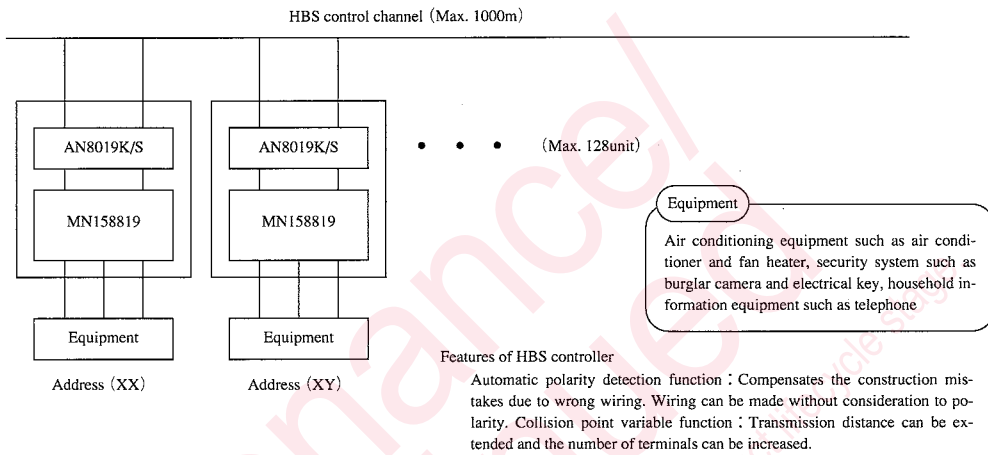 HBS control channel (Max. 1000m)
AN8019K/S
AN8019K/S
• • • (Max. 128unit)
MN158819
MN158819
Equipment
Air conditioning equipment such as air condi-
tioner and fan heater, security system such as
burglar camera and electrical key, household in-
formation equipment such as telephone
Equipment
Equipment
Address (XX)
Address (XY)
Features of HBS controller
Automatic polarity detection function : Compensates the construction mis-
takes due to wrong wiring. Wiring can be made without consideration to po-
larity. Collision point variable function : Transmission distance can be ex-
tended and the number of terminals can be increased.